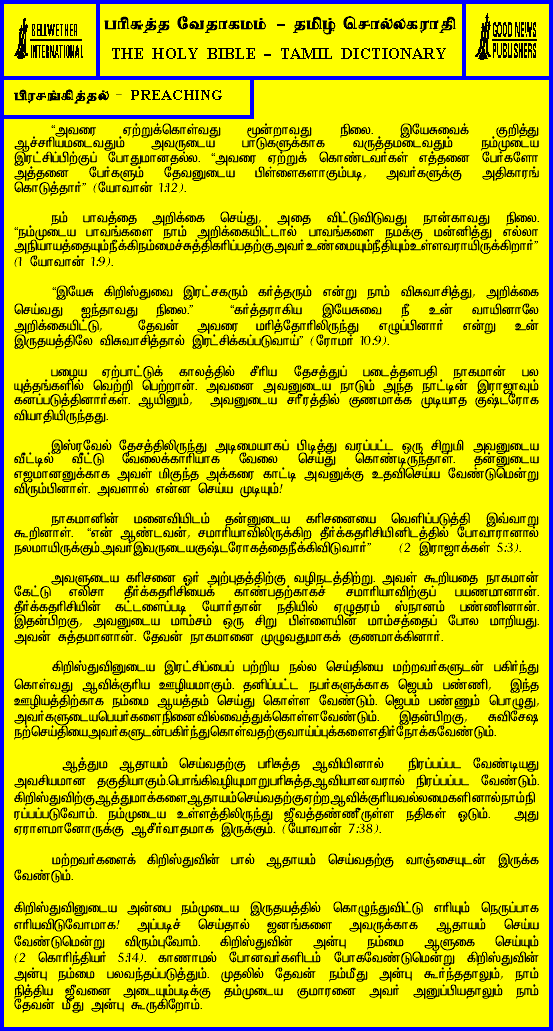 BELLWETHER
INTERNATIONAL
பரிசுத்த வேதாகமம் – தமிழ் சொல்லகராதி
THE HOLY BIBLE – TAMIL DICTIONARY
GOOD NEWS
PUBLISHERS
பிரசங்கித்தல் – PREACHING
“அவரை ஏற்றுக்கொள்வது மூன்றாவது நிலை. இயேசுவைக் குறித்து
ஆச்சரியமடைவதும் அவருடைய பாடுகளுக்காக வருத்தமடைவதும் நம்முடைய
இரட்சிப்பிற்குப் போதுமானதல்ல. “அவரை ஏற்றுக் கொண்டவர்கள் எத்தனை பேர்களோ
அத்தனை பேர்களும் தேவனுடைய பிள்ளைகளாகும்படி, அவர்களுக்கு அதிகாரங்
கொடுத்தார்” (யோவான் 1:12).
நம் பாவத்தை அறிக்கை செய்து, அதை விட்டுவிடுவது நான்காவது நிலை.
“நம்முடைய பாவங்களை நாம் அறிக்கையிட்டால் பாவங்களை நமக்கு மன்னித்து எல்லா
அநியாயத்தையும்நீக்கிநம்மைச்சுத்திகரிப்பதற்குஅவர்உண்மையும்நீதியும்உள்ளவராயிருக்கிறார்”
(1 யோவான் 1:9).
“இயேசு கிறிஸ்துவை இரட்சகரும் கர்த்தரும் என்று நாம் விசுவாசித்து, அறிக்கை
செய்வது ஐந்தாவது நிலை.” “கர்த்தராகிய இயேசுவை நீ உன் வாயினாலே
அறிக்கையிட்டு, தேவன் அவரை மரித்தோரிலிருந்து எழுப்பினார் என்று உன்
இருதயத்திலே விசுவாசித்தால் இரட்சிக்கப்படுவாய்” (ரோமர் 10:9).
பழைய ஏற்பாட்டுக் காலத்தில் சீரிய தேசத்துப் படைத்தளபதி நாகமான் பல
யுத்தங்களில் வெற்றி பெற்றான். அவனை அவனுடைய நாடும் அந்த நாட்டின் இராஜாவும்
கனப்படுத்தினார்கள். ஆயினும், அவனுடைய சரீரத்தில் குணமாக்க முடியாத குஷ்டரோக
வியாதியிருந்தது.
இஸ்ரவேல் தேசத்திலிருந்து அடிமையாகப் பிடித்து வரப்பட்ட ஒரு சிறுமி அவனுடைய
வீட்டில் வீட்டு வேலைக்காரியாக வேலை செய்து கொண்டிருந்தாள். தன்னுடைய
எஜமானனுக்காக அவள் மிகுந்த அக்கரை காட்டி அவனுக்கு உதவிசெய்ய வேண்டுமென்று
விரும்பினாள். அவளால் என்ன செய்ய முடியும்!
நாகமானின் மனைவியிடம் தன்னுடைய கரிசனையை வெளிப்படுத்தி இவ்வாறு
கூறினாள். “என் ஆண்டவன், சமாரியாவிலிருக்கிற தீர்க்கதரிசியினிடத்தில் போவாரானால்
நலமாயிருக்கும்.அவர்இவருடையகுஷ்டரோகத்தைநீக்கிவிடுவார்” (2 இராஜாக்கள் 5:3).
அவளுடைய கரிசனை ஓர் அற்புதத்திற்கு வழிநடத்திற்று. அவள் கூறியதை நாகமான்
கேட்டு எலிசா தீர்க்கதரிசியைக் காண்பதற்காகச் சமாரியாவிற்குப் பயணமானான்.
தீர்க்கதரிசியின் கட்டளைப்படி யோர்தான் நதியில் ஏழுதரம் ஸ்நானம் பண்ணினான்.
இதன்பிறகு, அவனுடைய மாம்சம் ஒரு சிறு பிள்ளையின் மாம்சத்தைப் போல மாறியது.
அவன் சுத்தமானான். தேவன் நாகமானை முழுவதுமாகக் குணமாக்கினார்.
கிறிஸ்துவினுடைய இரட்சிப்பைப் பற்றிய நல்ல செய்தியை மற்றவர்களுடன் பகிர்ந்து
கொள்வது ஆவிக்குரிய ஊழியமாகும். தனிப்பட்ட நபர்களுக்காக ஜெபம் பண்ணி, இந்த
ஊழியத்திற்காக நம்மை ஆயத்தம் செய்து கொள்ள வேண்டும். ஜெபம் பண்ணும் பொழுது,
அவர்களுடையபெயர்களைநினைவில்வைத்துக்கொள்ளவேண்டும். இதன்பிறகு, சுவிசேஷ
நற்செய்தியைஅவர்களுடன்பகிர்ந்துகொள்வதற்குவாய்ப்புக்களைஎதிர்நோக்கவேண்டும்.
ஆத்தும ஆதாயம் செய்வதற்கு பரிசுத்த ஆவியினால் நிரப்பப்பட வேண்டியது
அவசியமான தகுதியாகும்.பொங்கிவழியுமாறுபரிசுத்தஆவியானவரால் நிரப்பப்பட வேண்டும்.
கிறிஸ்துவிற்குஆத்துமாக்களைஆதாயம்செய்வதற்குஏற்றஆவிக்குரியவல்லமைகளினால்நாம்நி
ரப்பப்படுவோம். நம்முடைய உள்ளத்திலிருந்து ஜீவத்தண்ணீருள்ள நதிகள் ஓடும். அது
ஏராளமானோருக்கு ஆசீர்வாதமாக இருக்கும். (யோவான் 7:38).
மற்றவர்களைக் கிறிஸ்துவின் பால் ஆதாயம் செய்வதற்கு வாஞ்சையுடன் இருக்க
வேண்டும்.
கிறிஸ்துவினுடைய அன்பை நம்முடைய இருதயத்தில் கொழுந்துவிட்டு எரியும் நெருப்பாக
எரியவிடுவோமாக! அப்படிச் செய்தால் ஜனங்களை அவருக்காக ஆதாயம் செய்ய
வேண்டுமென்று விரும்புவோம். கிறிஸ்துவின் அன்பு நம்மை ஆளுகை செய்யும்
(2 கொரிந்தியர் 5:14). காணாமல் போனவர்களிடம் போகவேண்டுமென்று கிறிஸ்துவின்
அன்பு நம்மை பலவந்தப்படுத்தும். முதலில் தேவன் நம்மீது அன்பு கூர்ந்ததாலும், நாம்
நித்திய ஜீவனை அடையும்படிக்கு தம்முடைய குமாரனை அவர் அனுப்பியதாலும் நாம்
தேவன் மீது அன்பு கூருகிறோம்.